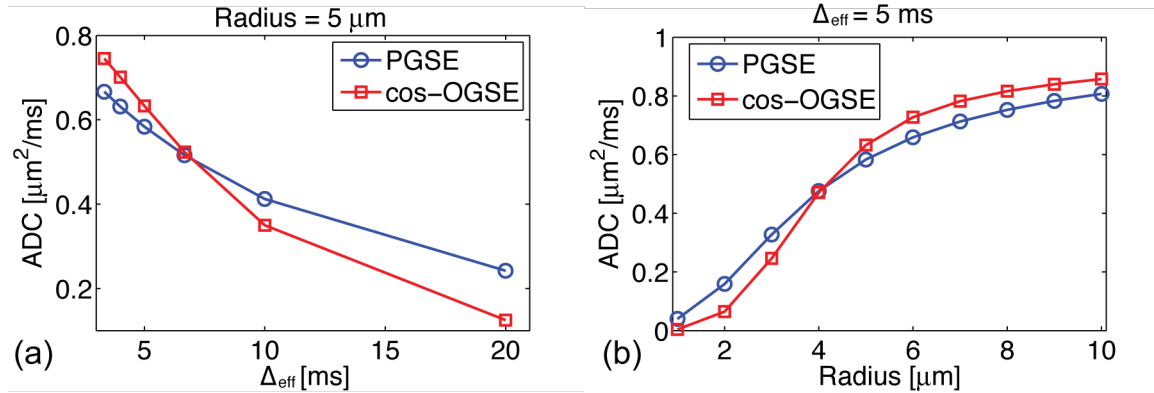 Radius = 5 μm
0.8
0.6
0.4
0.2
ADC [μm²/ms]
PGSE
cos-OGSE
5
10
15
20
Δeff [ms]
(a)
Δeff = 5 ms
1
0.8
0.6
0.4
0.2
0
ADC [μm²/ms]
PGSE
cos-OGSE
2
4
6
8
10
Radius [μm]
(b)